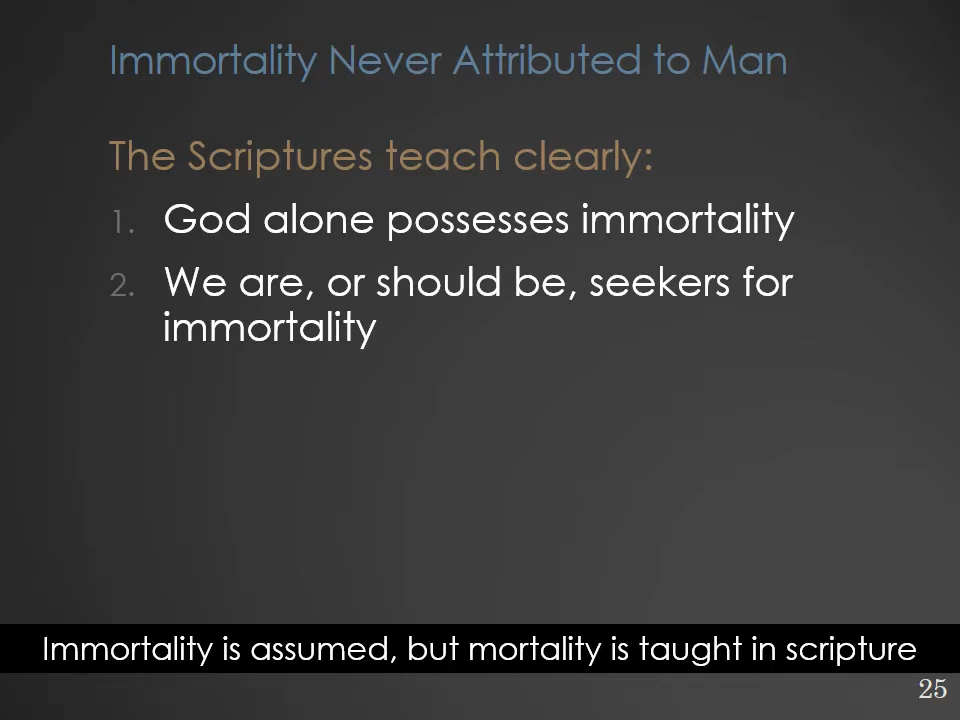 Immortality Never Attributed to Man
The Scriptures teach clearly:
1. God alone possesses immortality
2. We are, or should be, seekers for
immortality
Immortality is assumed, but mortality is taught in scripture
25